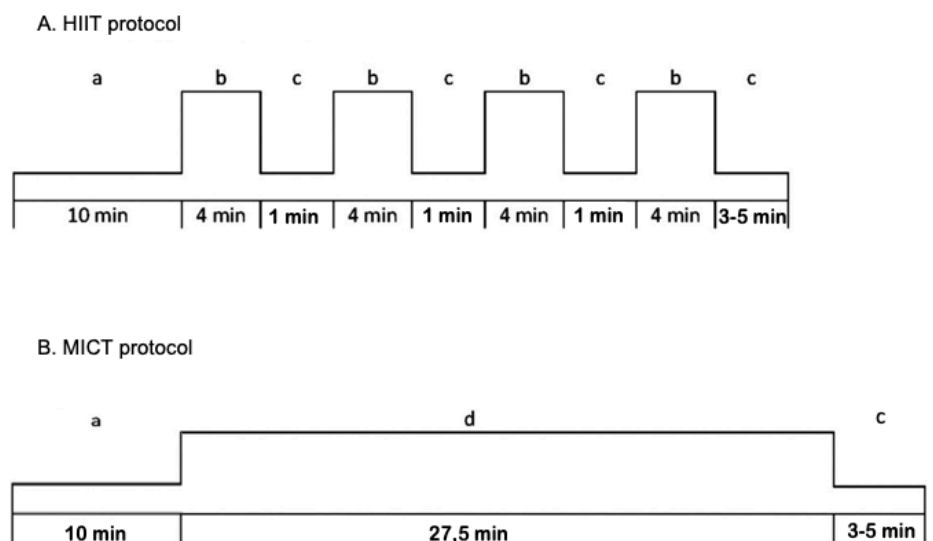 A. HIIT protocol
a b c b c b c b c
10 min 4 min 1 min 4 min 1 min 4 min 1 min 4 min 3-5 min
B. MICT protocol
a d c
10 min 27,5 min 3-5 min